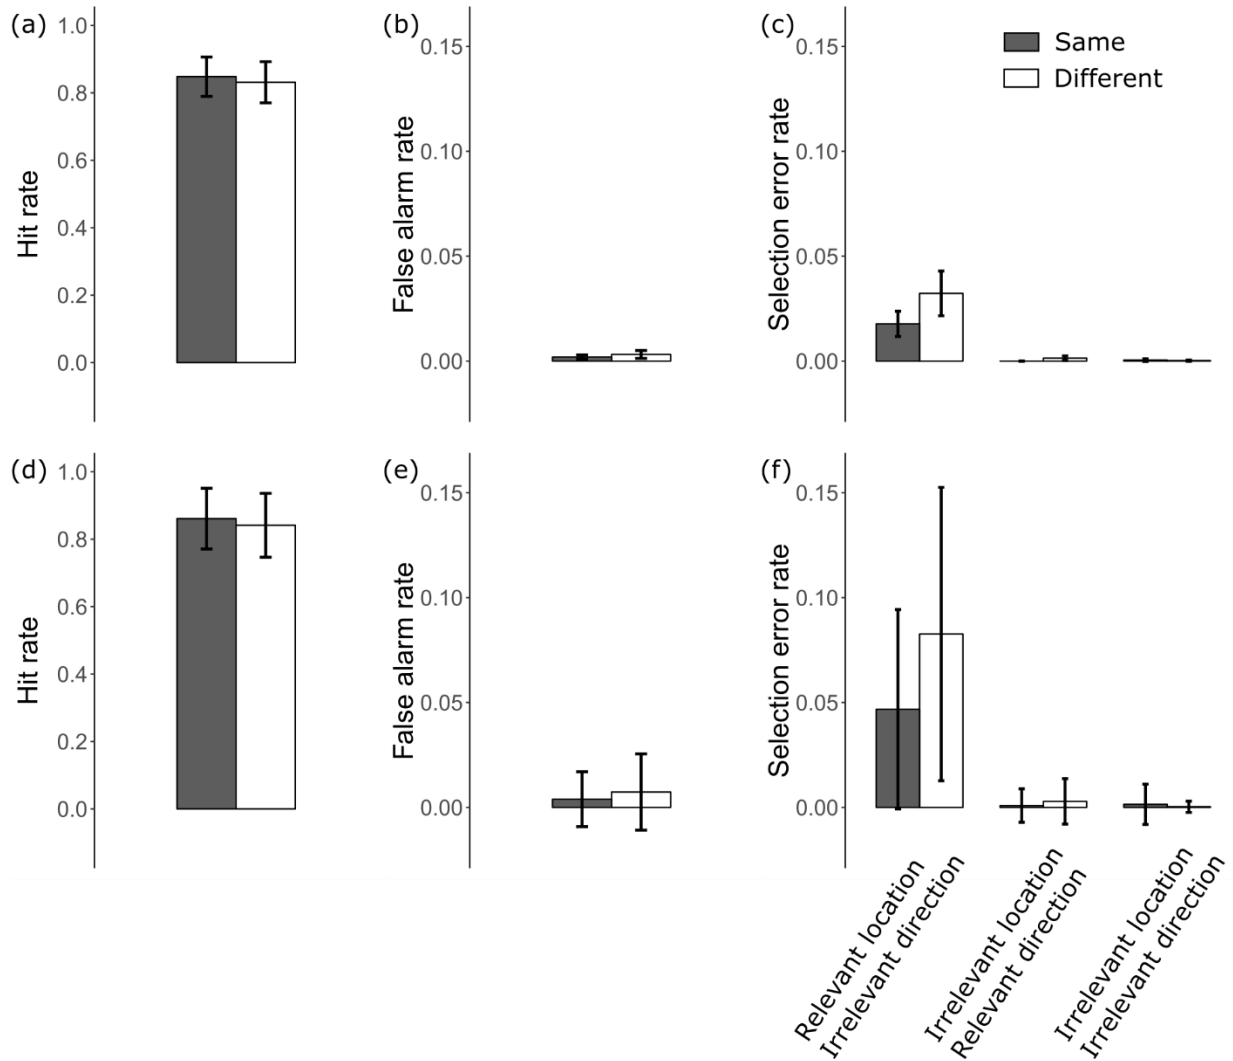 (a)
1.0
0.8
0.6
0.4
0.2
0.0
Hit rate
(b)
0.15
0.10
0.05
0.00
False alarm rate
(c)
0.15
0.10
0.05
0.00
Selection error rate
Same
Different
(d)
1.0
0.8
0.6
0.4
0.2
0.0
Hit rate
(e)
0.15
0.10
0.05
0.00
False alarm rate
(f)
0.15
0.10
0.05
0.00
Selection error rate
Relevant location
Irrelevant direction
Irrelevant location
Relevant direction
Irrelevant location
Irrelevant direction